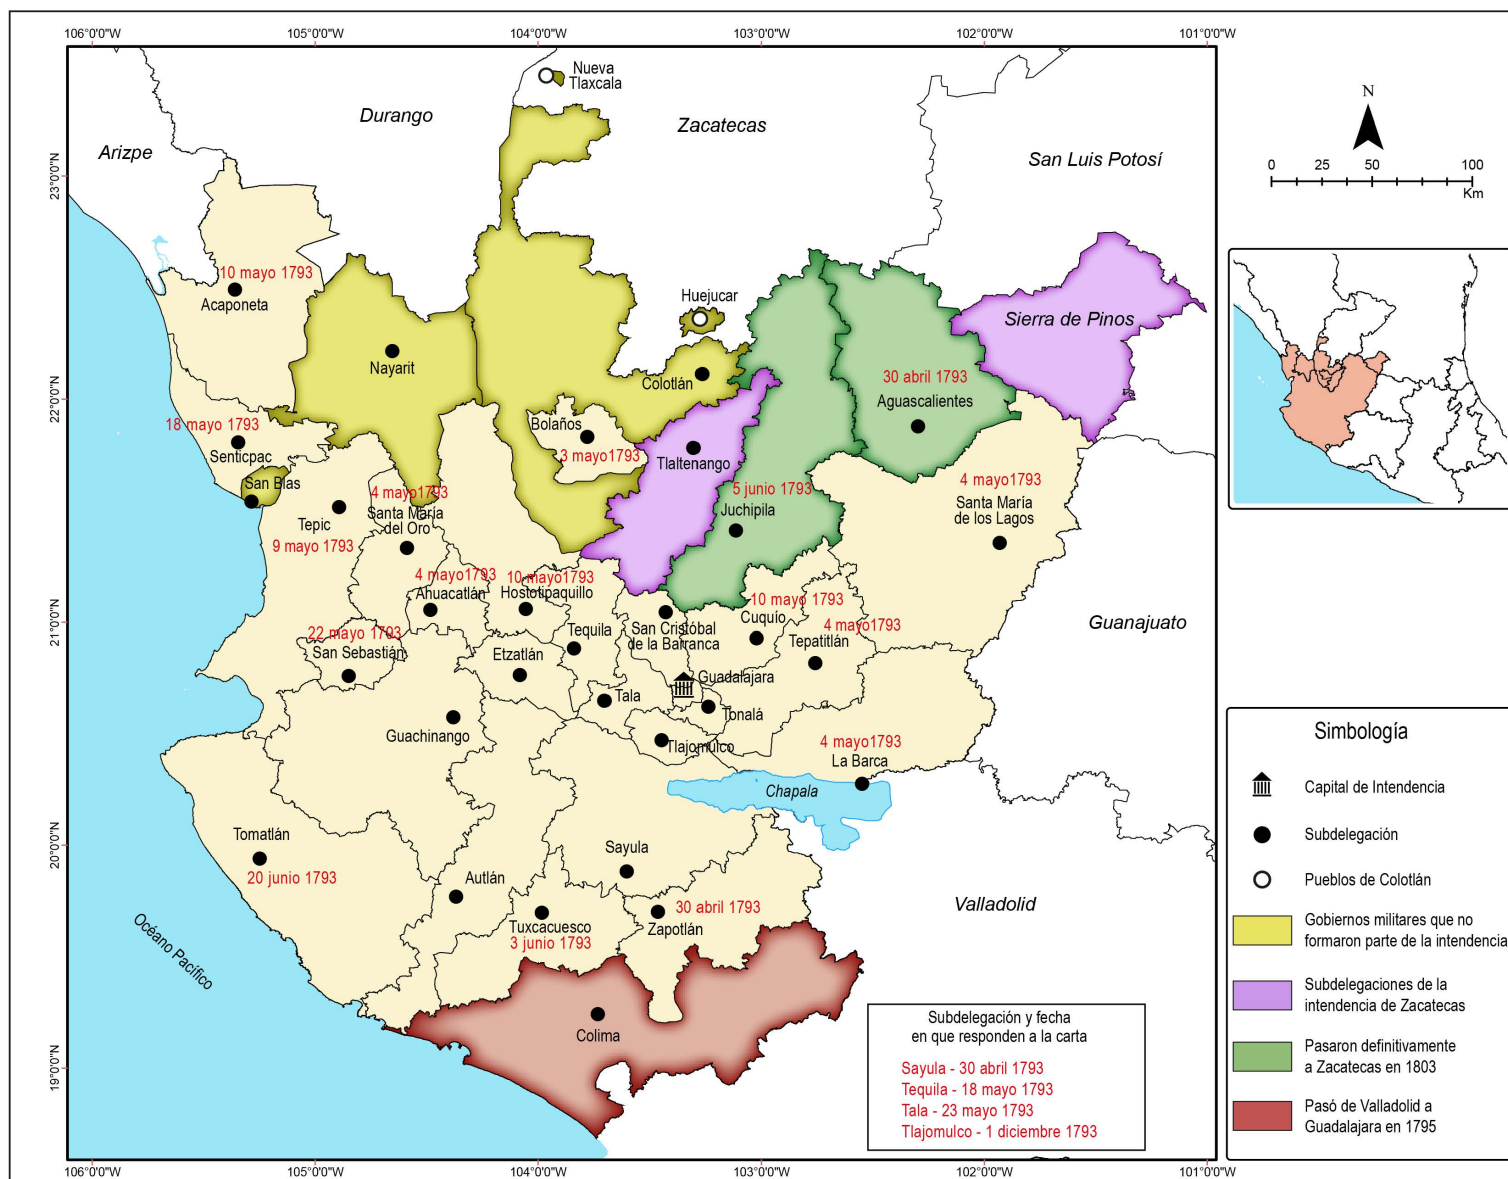 106°0'0"W
105°0'0"W
104°0'0"W
103°0'0"W
102°0'0"W
101°0'0"W
23°0'0"N
22°0'0"N
21°0'0"N
20°0'0"N
19°0'0"N
Nueva
Tlaxcala
Durango
Zacatecas
Arizpe
San Luis Potosí
10 mayo 1793
Acaponeta
Huejucar
Sierra de Pinos
Nayarit
Colotlán
30 abril 1793
Aguascalientes
18 mayo 1793
Senticpac
Bolaños
3 mayo1793
Tlaltenango
San Blas
4 mayo1793
Santa María
del Oro
5 junio 1793
Juchipila
4 mayo1793
Santa María
de los Lagos
Tepic
9 mayo 1793
4 mayo1793
Ahuacatlán
10 mayo1793
Hostotipaquillo
10 mayo 1793
Cuquío
4 mayo1793
Tepatitlán
22 mayo 1793
San Sebastián
Tequila
San Cristóbal
de la Barranca
Etzatlán
Guadalajara
Guanajuato
Tala
Tonalá
Guachinango
Tlajomulco
4 mayo1793
La Barca
Chapala
Tomatlán
20 junio 1793
Sayula
Autlán
30 abril 1793
Zapotlán
Tuxcacuesco
3 junio 1793
Valladolid
Océano Pacífico
Colima
Subdelegación y fecha
en que responden a la carta
Sayula - 30 abril 1793
Tequila - 18 mayo 1793
Tala - 23 mayo 1793
Tlajomulco - 1 diciembre 1793
106°0'0"W
105°0'0"W
104°0'0"W
103°0'0"W
102°0'0"W
101°0'0"W
N
0 25 50 100
Km
Simbología
Capital de Intendencia
Subdelegación
Pueblos de Colotlán
Gobiernos militares que no
formaron parte de la intendencia
Subdelegaciones de la
intendencia de Zacatecas
Pasaron definitivamente
a Zacatecas en 1803
Pasó de Valladolid a
Guadalajara en 1795